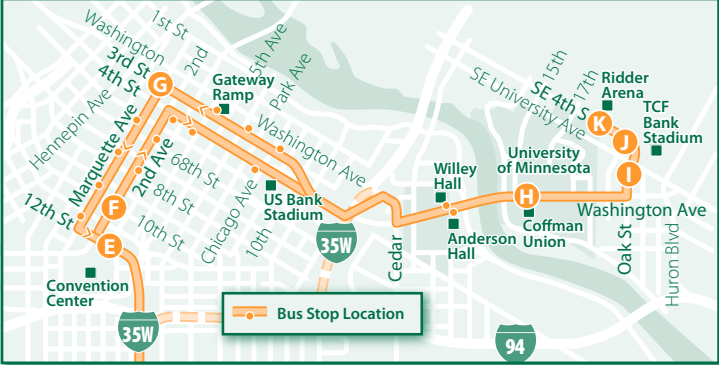 Washington
1st St
2nd
3rd St
4th St
G
Gateway
Ramp
5th Ave
Park Ave
Hennepin Ave
Marquette Ave
2nd Ave
68th St
8th St
10th St
12th St
F
E
Washington Ave
Chicago Ave
10th
US Bank
Stadium
Convention
Center
35W
35W
Bus Stop Location
Cedar
Willey
Hall
Anderson
Hall
University
of Minnesota
H
Coffman
Union
SE University Ave
SE 4th St
15th
17th
Ridder
Arena
TCF
Bank
Stadium
K
J
I
Washington Ave
Oak St
Huron Blvd
94